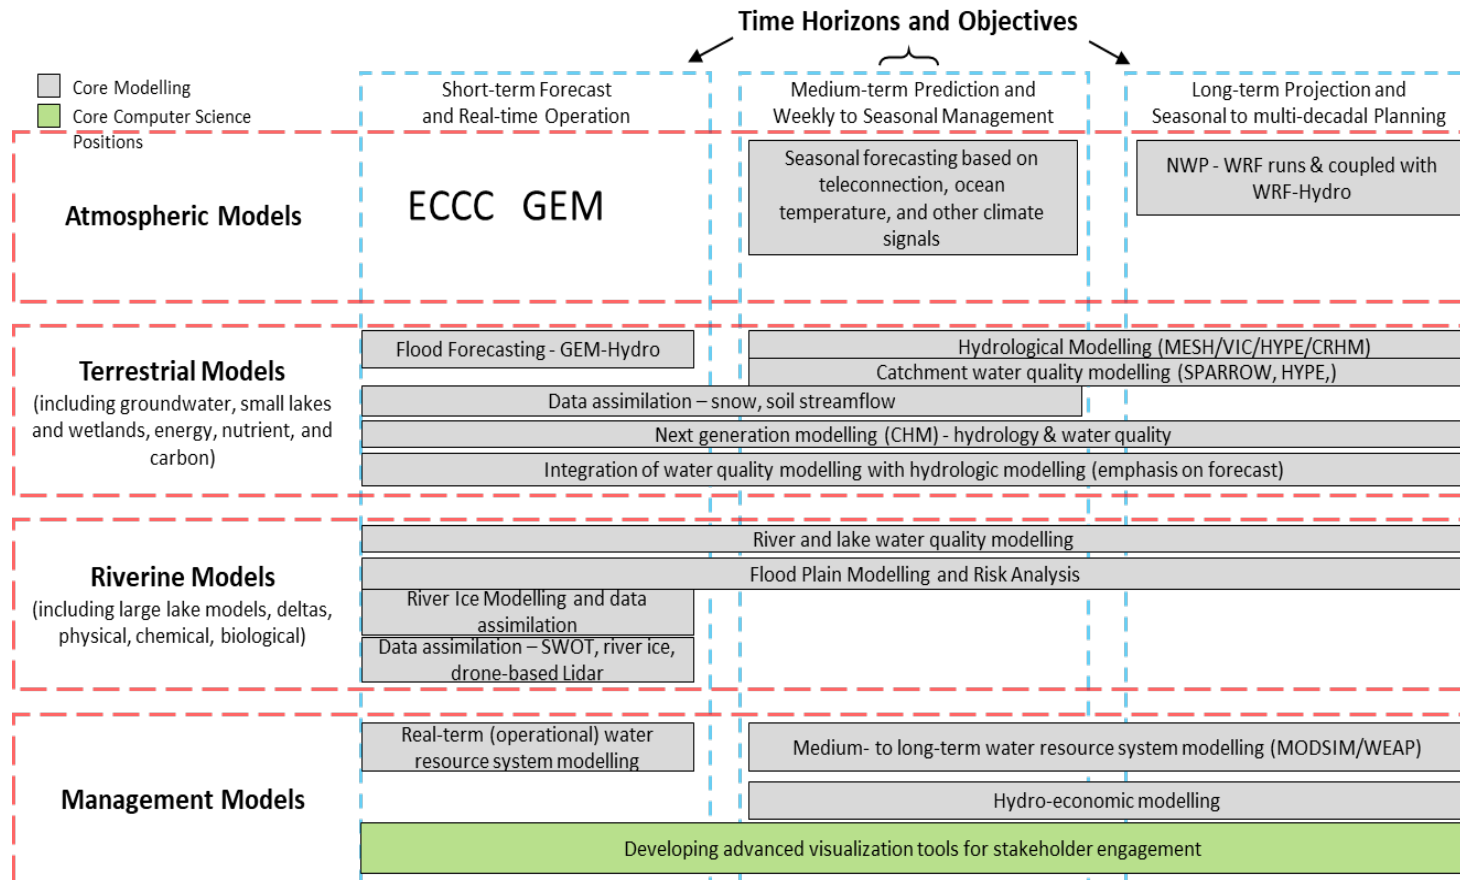 Time Horizons and Objectives
Core Modelling
Core Computer Science
Positions
Short-term Forecast
and Real-time Operation
Medium-term Prediction and
Weekly to Seasonal Management
Long-term Projection and
Seasonal to multi-decadal Planning
Atmospheric Models
ECCC GEM
Seasonal forecasting based on
teleconnection, ocean
temperature, and other climate
signals
NWP - WRF runs & coupled with
WRF-Hydro
Terrestrial Models
(including groundwater, small lakes
and wetlands, energy, nutrient, and
carbon)
Flood Forecasting - GEM-Hydro
Hydrological Modelling (MESH/VIC/HYPE/CRHM)
Catchment water quality modelling (SPARROW, HYPE,)
Data assimilation – snow, soil streamflow
Next generation modelling (CHM) - hydrology & water quality
Integration of water quality modelling with hydrologic modelling (emphasis on forecast)
Riverine Models
(including large lake models, deltas,
physical, chemical, biological)
River and lake water quality modelling
Flood Plain Modelling and Risk Analysis
River Ice Modelling and data
assimilation
Data assimilation – SWOT, river ice,
drone-based Lidar
Management Models
Real-term (operational) water
resource system modelling
Medium- to long-term water resource system modelling (MODSIM/WEAP)
Hydro-economic modelling
Developing advanced visualization tools for stakeholder engagement